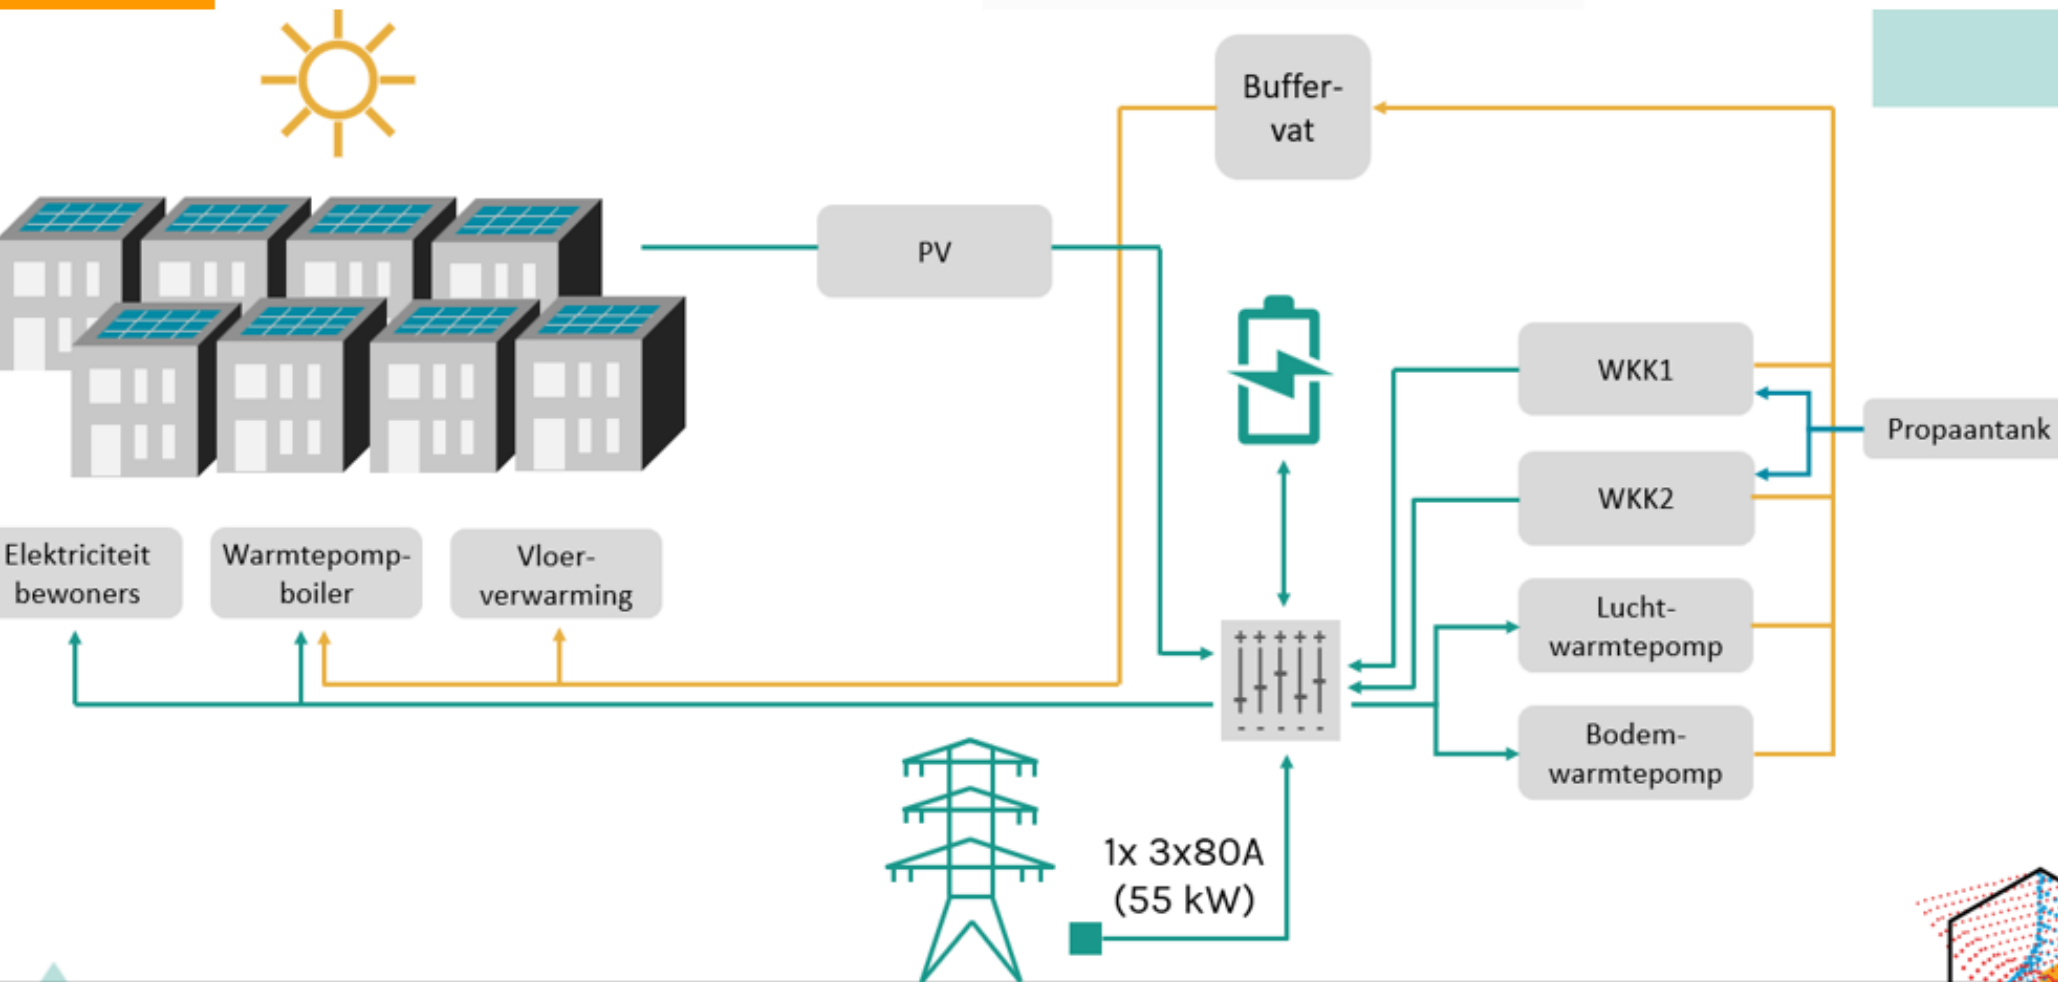 Buffer-
vat
PV
WKK1
Propaantank
WKK2
Elektriciteit
bewoners
Warmtepomp-
boiler
Vloer-
verwarming
Lucht-
warmtepomp
Bodem-
warmtepomp
1x 3x80A
(55 kW)